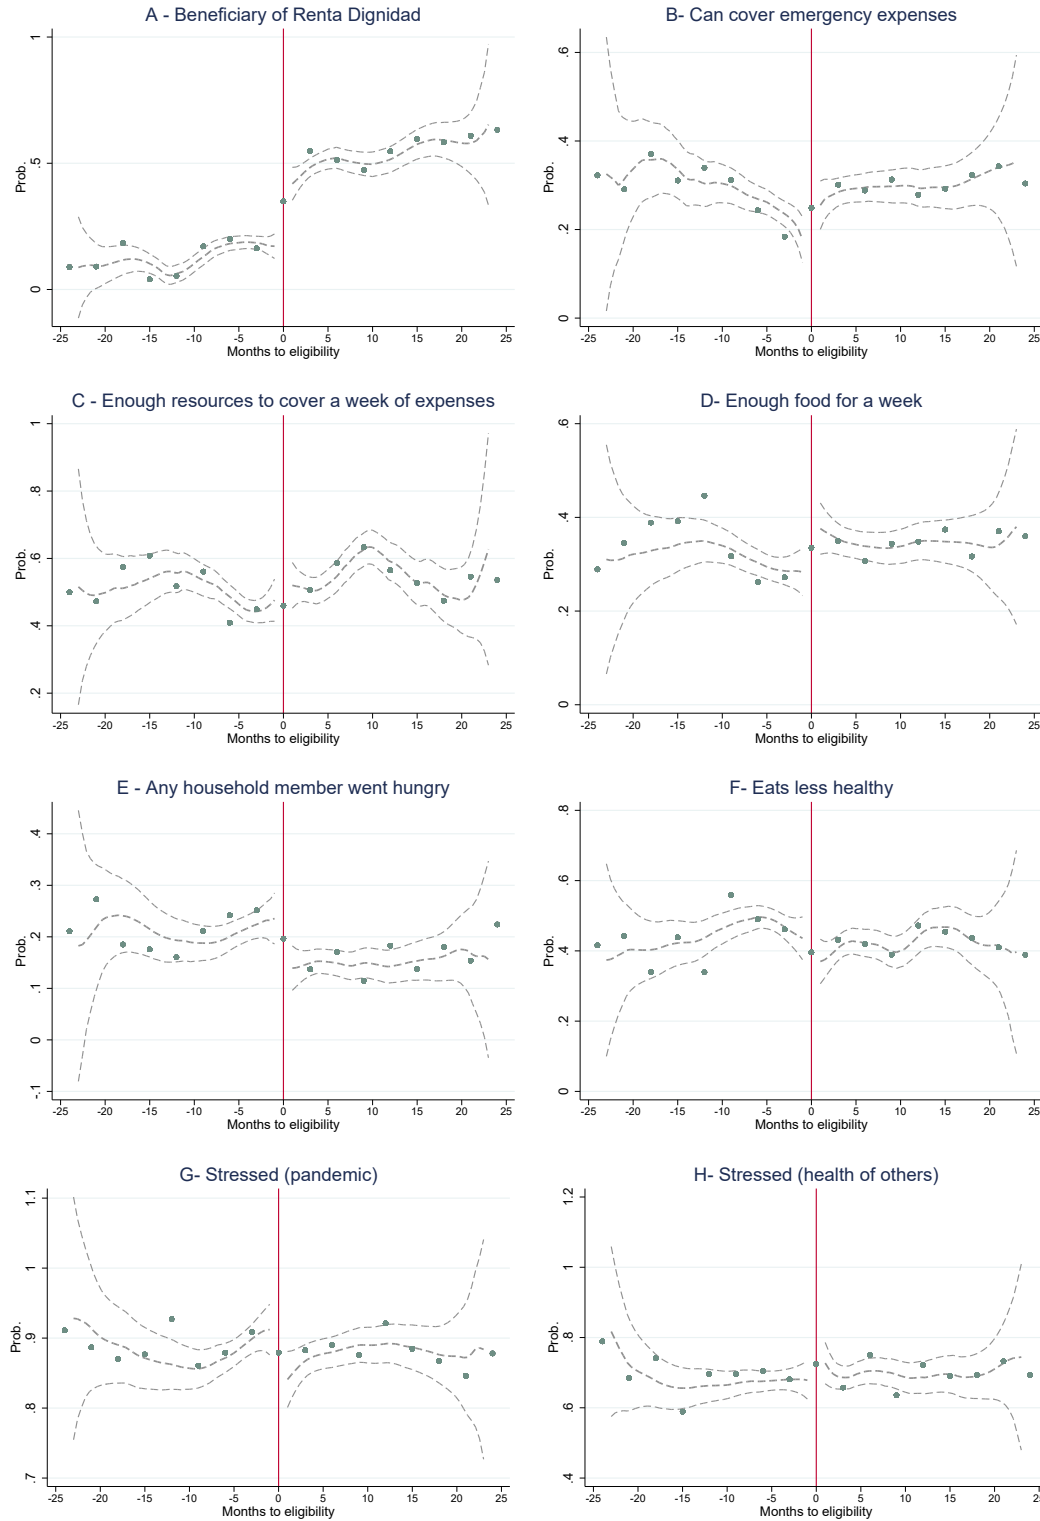 A - Beneficiary of Renta Dignidad
Prob.
1
.5
0
-25 -20 -15 -10 -5 0 5 10 15 20 25
Months to eligibility
B- Can cover emergency expenses
Prob.
.6
.4
.2
0
-25 -20 -15 -10 -5 0 5 10 15 20 25
Months to eligibility
C - Enough resources to cover a week of expenses
Prob.
1
.8
.6
.4
.2
-25 -20 -15 -10 -5 0 5 10 15 20 25
Months to eligibility
D- Enough food for a week
Prob.
.6
.4
.2
0
-25 -20 -15 -10 -5 0 5 10 15 20 25
Months to eligibility
E - Any household member went hungry
Prob.
.4
.3
.2
.1
0
-.1
-25 -20 -15 -10 -5 0 5 10 15 20 25
Months to eligibility
F- Eats less healthy
Prob.
.8
.6
.4
.2
0
-25 -20 -15 -10 -5 0 5 10 15 20 25
Months to eligibility
G- Stressed (pandemic)
Prob.
1.1
1
.9
.8
.7
-25 -20 -15 -10 -5 0 5 10 15 20 25
Months to eligibility
H- Stressed (health of others)
Prob.
1.2
1
.8
.6
.4
-25 -20 -15 -10 -5 0 5 10 15 20 25
Months to eligibility